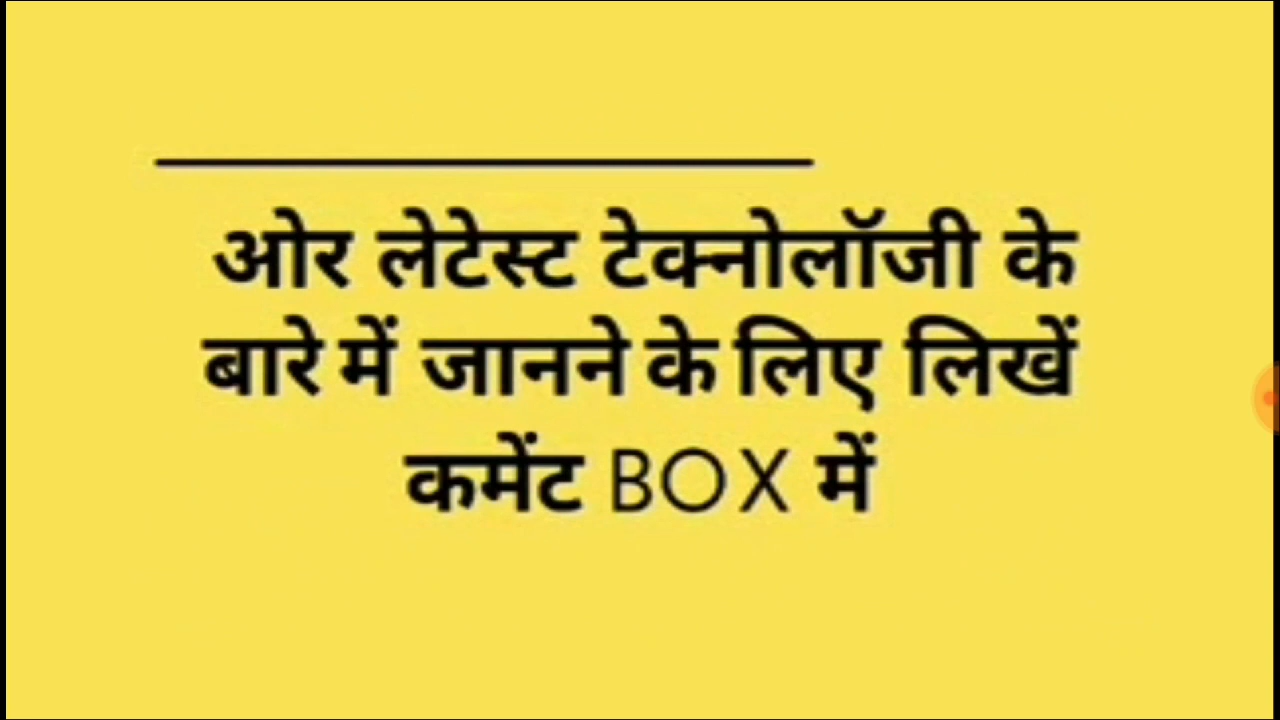 ओर लेटेस्ट टेक्नोलॉजी के
बारे में जानने के लिए लिखें
कमेंट BOX में